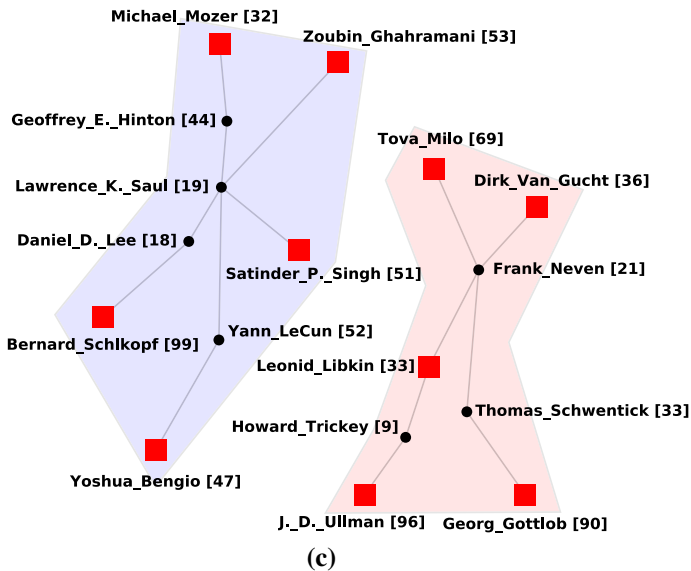 Michael_Mozer [32]
Zoubin_Ghahramani [53]
Geoffrey_E._Hinton [44]
Lawrence_K._Saul [19]
Daniel_D._Lee [18]
Satinder_P._Singh [51]
Bernard_Schlkopf [99]
Yann_LeCun [52]
Yoshua_Bengio [47]
Tova_Milo [69]
Dirk_Van_Gucht [36]
Frank_Neven [21]
Leonid_Libkin [33]
Thomas_Schwentick [33]
Howard_Trickey [9]
J._D._Ullman [96]
Georg_Gottlob [90]
(c)